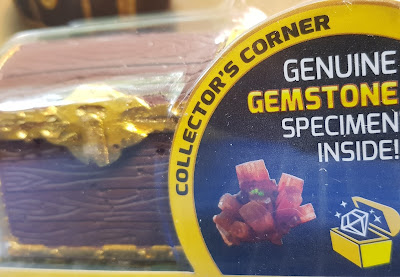 COLLECTOR'S CORNER
GENUINE
GEMSTONE
SPECIMEN
INSIDE!